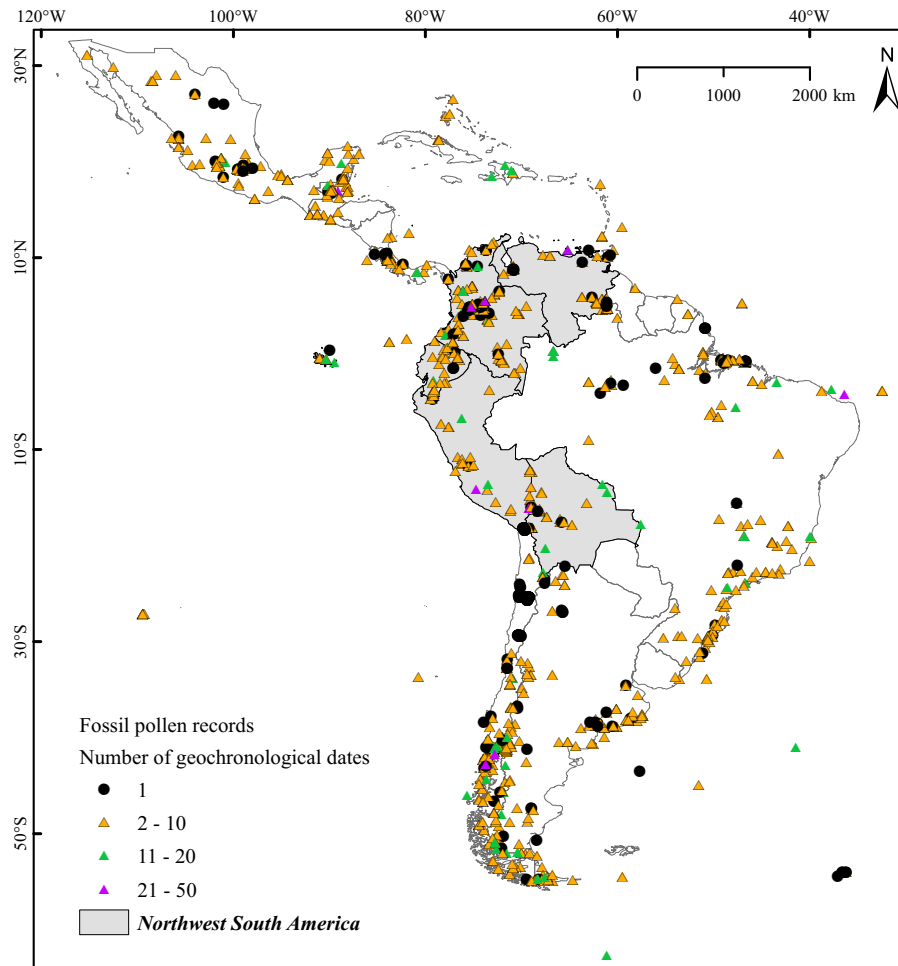 120°W 100°W 80°W 60°W 40°W
30°N
10°N
10°S
30°S
50°S
N
0 1000 2000 km
Fossil pollen records
Number of geochronological dates
1
2 - 10
11 - 20
21 - 50
Northwest South America